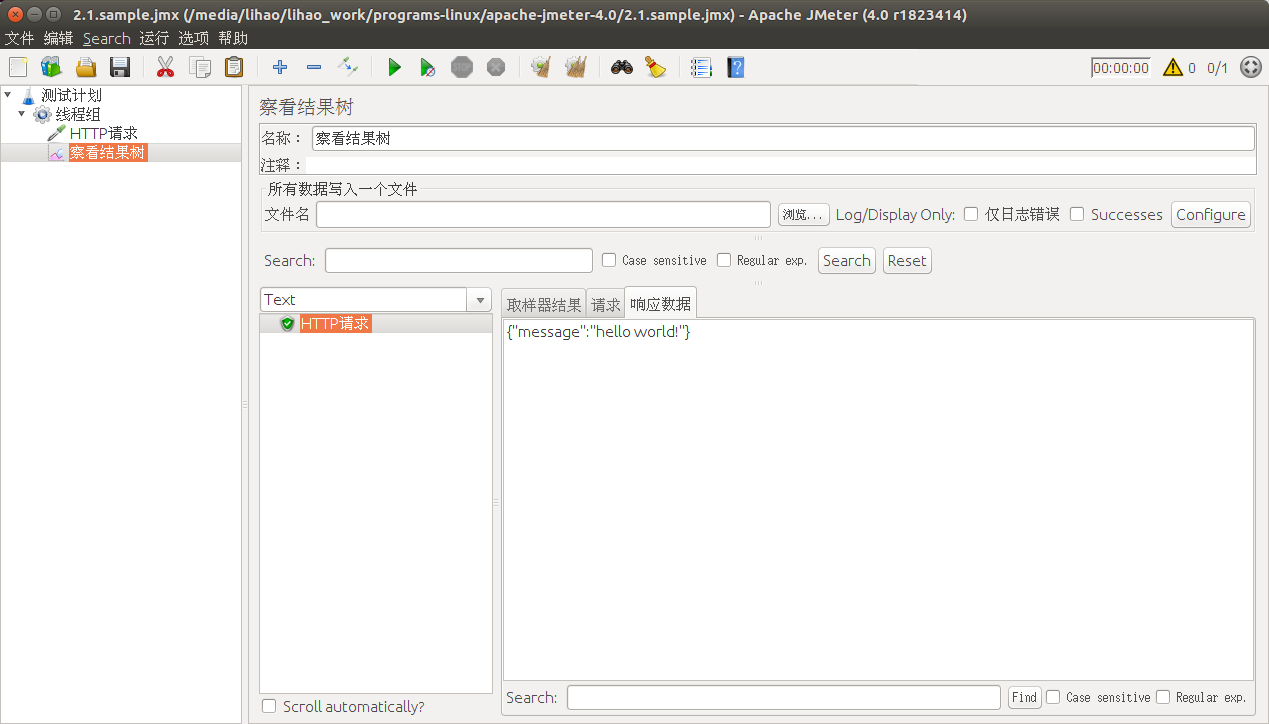 2.1.sample.jmx (/media/lihao/lihao_work/programs-linux/apache-jmeter-4.0/2.1.sample.jmx) - Apache JMeter (4.0 r1823414)
文件 编辑 Search 运行 选项 帮助
00:00:00 0 0/1
测试计划
线程组
HTTP请求
察看结果树
察看结果树
名称： 察看结果树
注释：
所有数据写入一个文件
文件名 浏览... Log/Display Only: 仅日志错误 Successes Configure
Search: Case sensitive Regular exp. Search Reset
Text
HTTP请求
Scroll automatically?
取样器结果 请求 响应数据
{"message":"hello world!"}
Search: Find Case sensitive Regular exp.